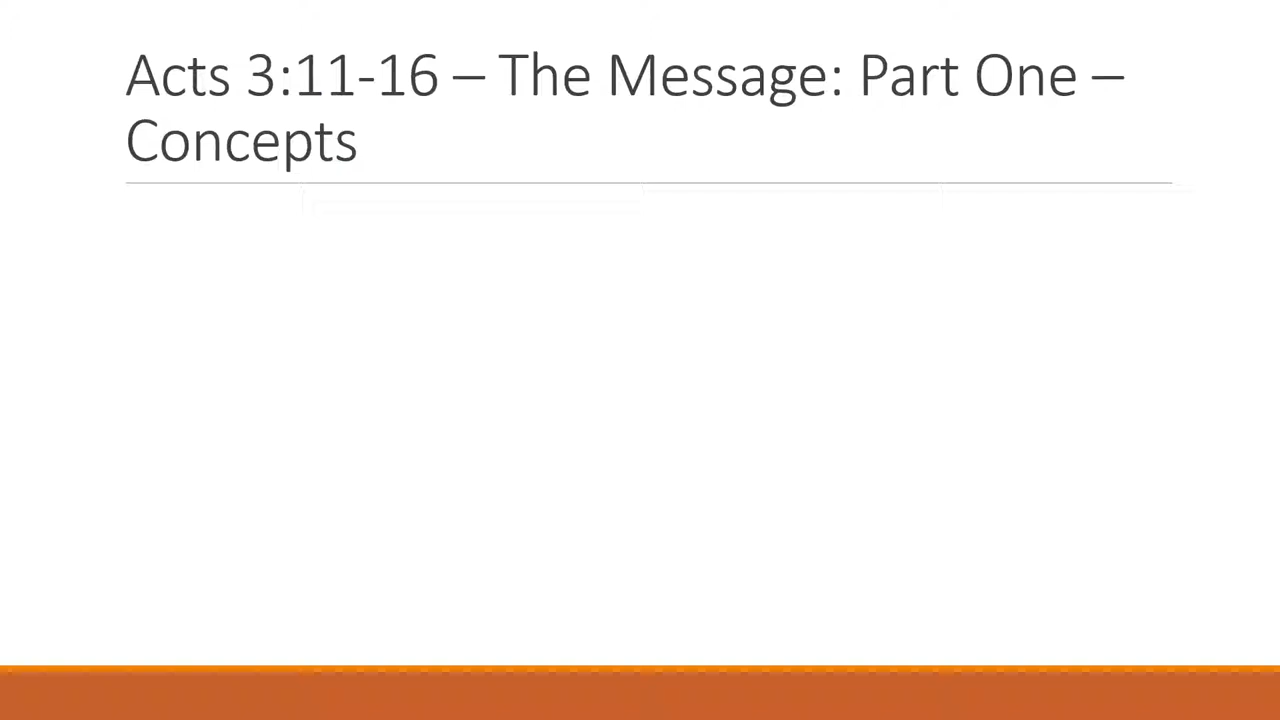 Acts 3:11-16 – The Message: Part One –
Concepts